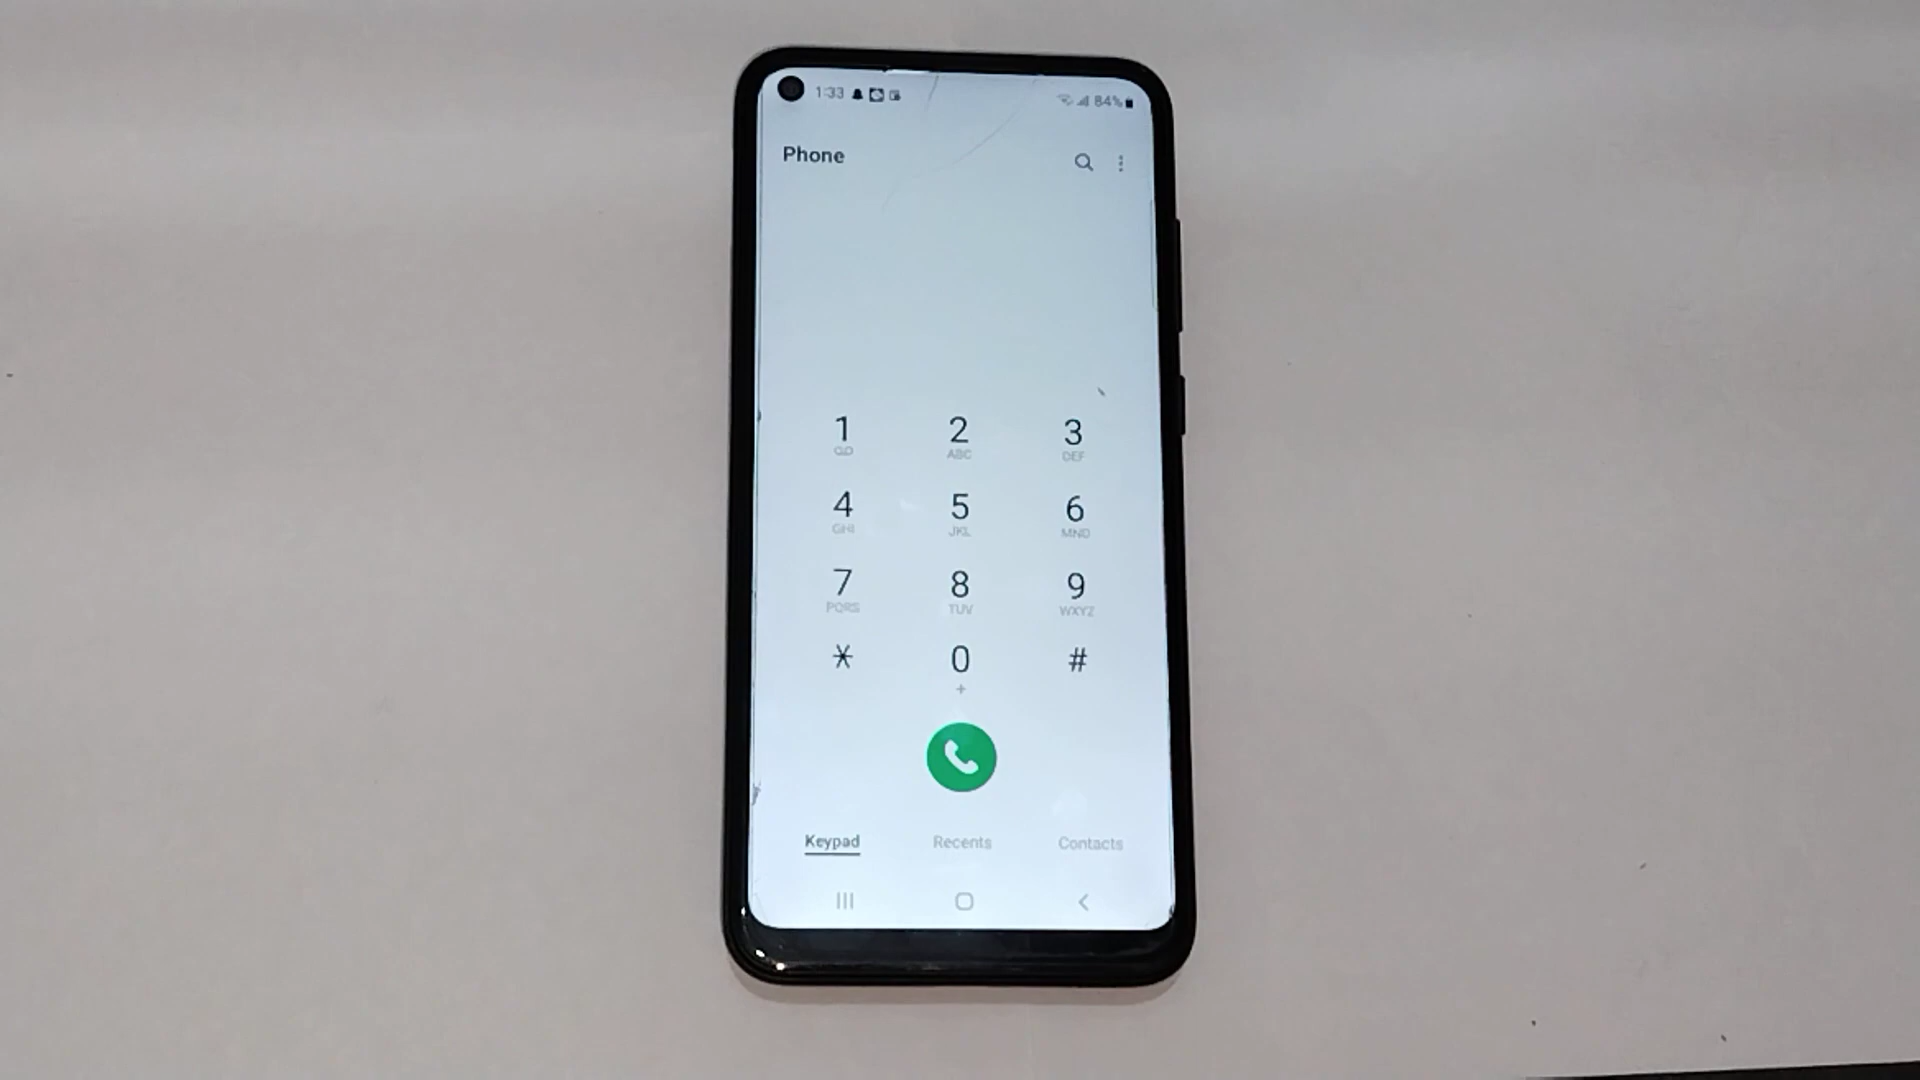 1:33 84%
Phone
1 2 3
ABC DEF
4 5 6
GHI JKL MNO
7 8 9
PQRS TUV WXYZ
* 0 #
+
Keypad Recents Contacts